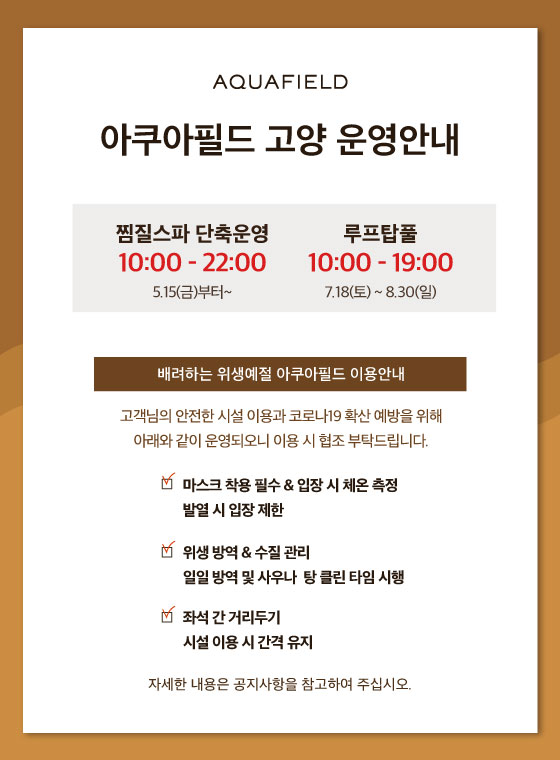 AQUAFIELD
아쿠아필드 고양 운영안내
찜질스파 단축운영
10:00 - 22:00
5.15(금)부터~
루프탑풀
10:00 - 19:00
7.18(토) ~ 8.30(일)
배려하는 위생예절 아쿠아필드 이용안내
고객님의 안전한 시설 이용과 코로나19 확산 예방을 위해
아래와 같이 운영되오니 이용 시 협조 부탁드립니다.
마스크 착용 필수 & 입장 시 체온 측정
발열 시 입장 제한
위생 방역 & 수질 관리
일일 방역 및 사우나 탕 클린 타임 시행
좌석 간 거리두기
시설 이용 시 간격 유지
자세한 내용은 공지사항을 참고하여 주십시오.